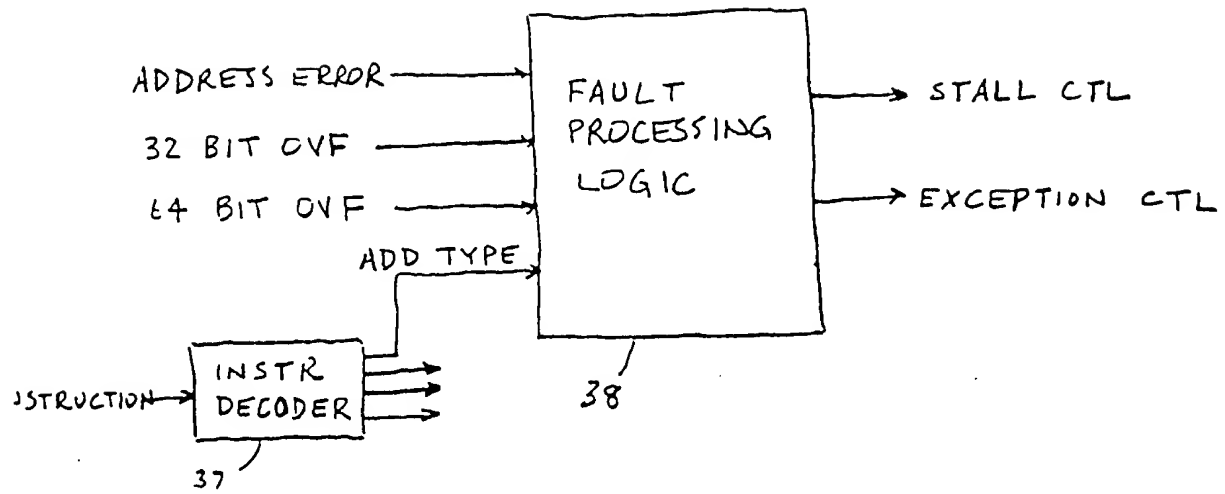 ADDRESS ERROR
32 BIT OVF
64 BIT OVF
ADD TYPE
FAULT
PROCESSING
LOGIC
STALL CTL
EXCEPTION CTL
38
INSTR
DECODER
37